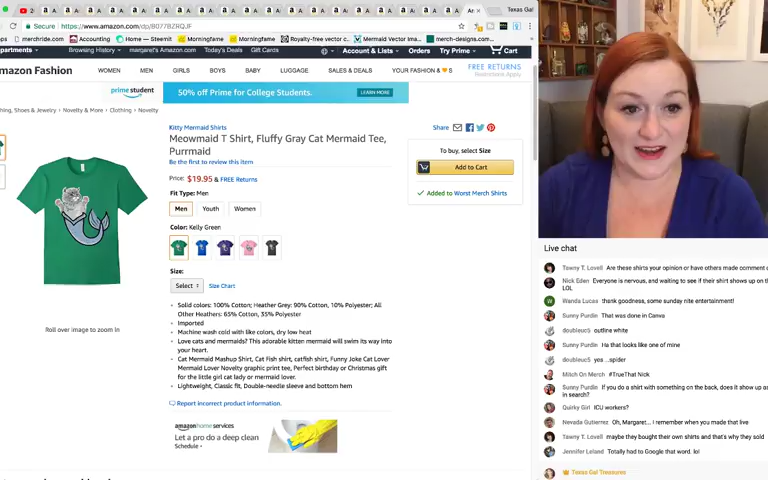 Secure https://www.amazon.com/dp/B077BZRQJF
Texas Gal
merchride.com Accounting Home — Steemit Morningfame Morningfame Royalty-free vector Mermaid Vector Ima merch-designs.com
partments Browsing History margaret's Amazon.com Today's Deals Gift Cards Account & Lists Orders Try Prime Cart
mazon Fashion WOMEN MEN GIRLS BOYS BABY LUGGAGE SALES & DEALS YOUR FASHION & S FREE RETURNS
Restrictions Apply
prime student 50% off Prime for College Students. LEARN MORE
hing, Shoes & Jewelry › Novelty & More › Clothing › Novelty
Kitty Mermaid Shirts
Meowmaid T Shirt, Fluffy Gray Cat Mermaid Tee,
Purrmaid
Be the first to review this item
Price: $19.95 & FREE Returns
Fit Type: Men
Men Youth Women
Color: Kelly Green
Size:
Select Size Chart
• Solid colors: 100% Cotton; Heather Grey: 90% Cotton, 10% Polyester; All
Other Heathers: 65% Cotton, 35% Polyester
• Imported
• Machine wash cold with like colors, dry low heat
• Love cats and mermaids? This adorable kitten mermaid will swim its way into
your heart.
• Cat Mermaid Mashup Shirt, Cat Fish shirt, catfish shirt, Funny Joke Cat Lover
Mermaid Lover Novelty graphic print tee, Perfect birthday or Christmas gift
for the little girl cat lady or mermaid lover.
• Lightweight, Classic fit, Double-needle sleeve and bottom hem
Report incorrect product information.
Roll over image to zoom in
amazon home services
Let a pro do a deep clean
Schedule ›
Share
To buy, select Size
Add to Cart
Added to Worst Merch Shirts
Live chat
Tawny T. Lovell Are these shirts your opinion or have others made comment o
Nick Eden Everyone is nervous, and waiting to see if their shirt shows up on th
LOL
Wanda Lucas thank goodness, some sunday nite entertainment!
Sunny Purdin That was done in Canva
doubleuc5 outline white
Sunny Purdin Ha that looks like one of mine
doubleuc5 yea ...spider
Mitch On Merch #TrueThat Nick
Sunny Purdin If you do a shirt with something on the back, does it show up as
in search?
Quirky Girl ICU workers?
Nevada Gutierrez Oh, Margaret... I remember when you made that live
Tawny T. Lovell maybe they bought their own shirts and that's why they sold
Jennifer Leland Totally had to Google that word. lol
Texas Gal Treasures